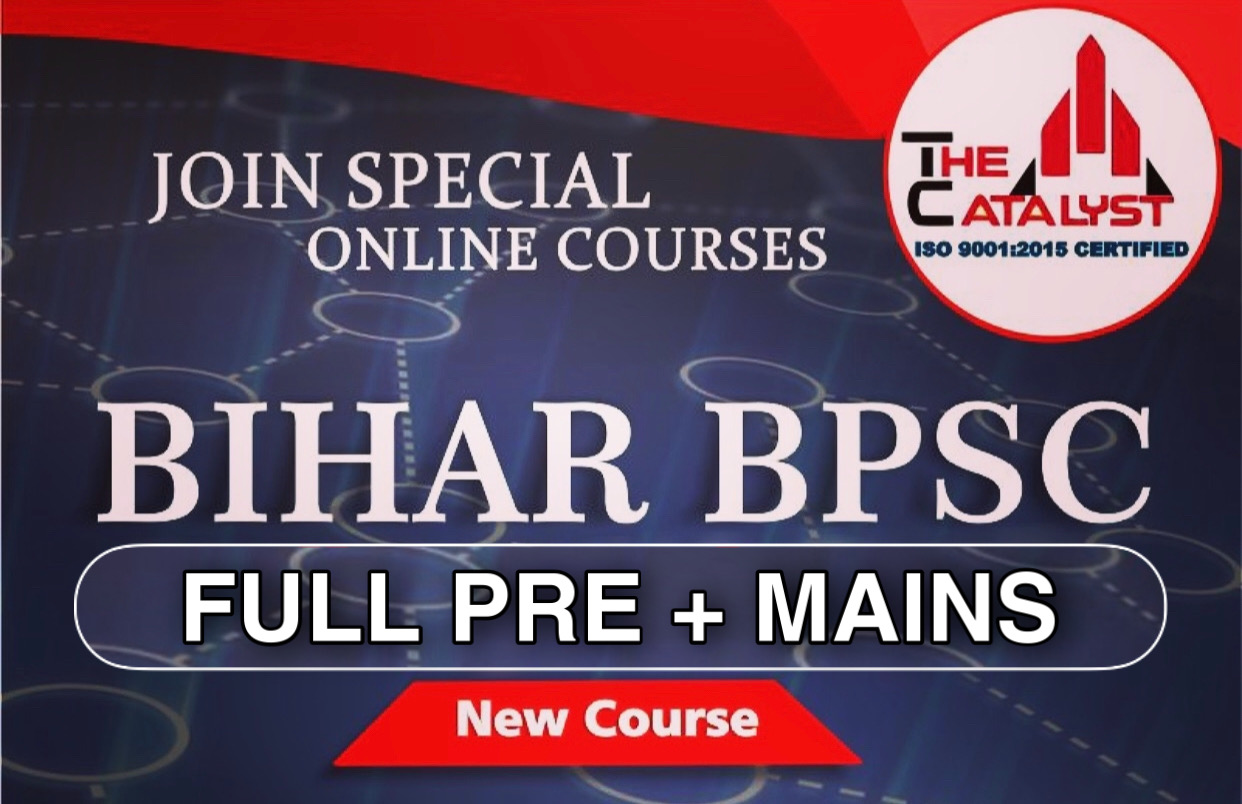 JOIN SPECIAL
ONLINE COURSES
THE
CATALYST
ISO 9001:2015 CERTIFIED
BIHAR BPSC
FULL PRE + MAINS
New Course